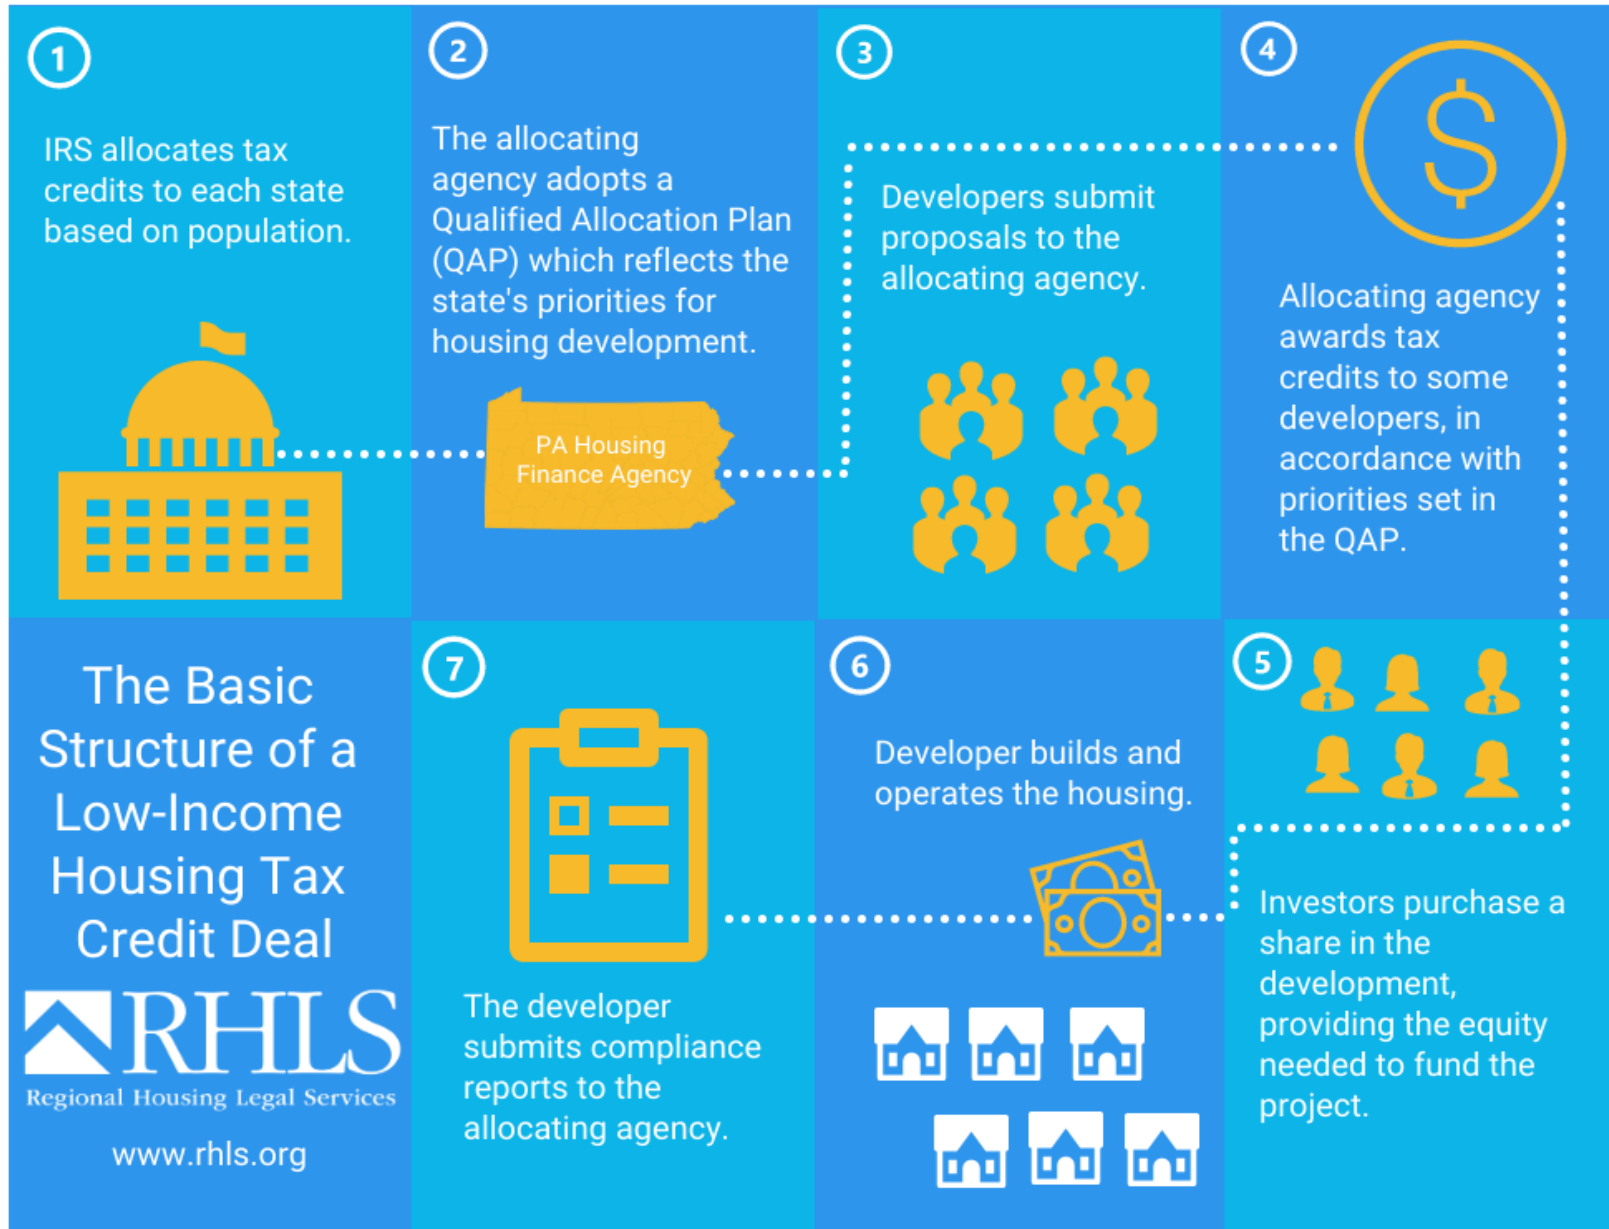 1
IRS allocates tax
credits to each state
based on population.
2
The allocating
agency adopts a
Qualified Allocation Plan
(QAP) which reflects the
state's priorities for
housing development.
PA Housing
Finance Agency
3
Developers submit
proposals to the
allocating agency.
4
$
Allocating agency
awards tax
credits to some
developers, in
accordance with
priorities set in
the QAP.
5
Investors purchase a
share in the
development,
providing the equity
needed to fund the
project.
6
Developer builds and
operates the housing.
7
The developer
submits compliance
reports to the
allocating agency.
The Basic
Structure of a
Low-Income
Housing Tax
Credit Deal
RHLS
Regional Housing Legal Services
www.rhls.org